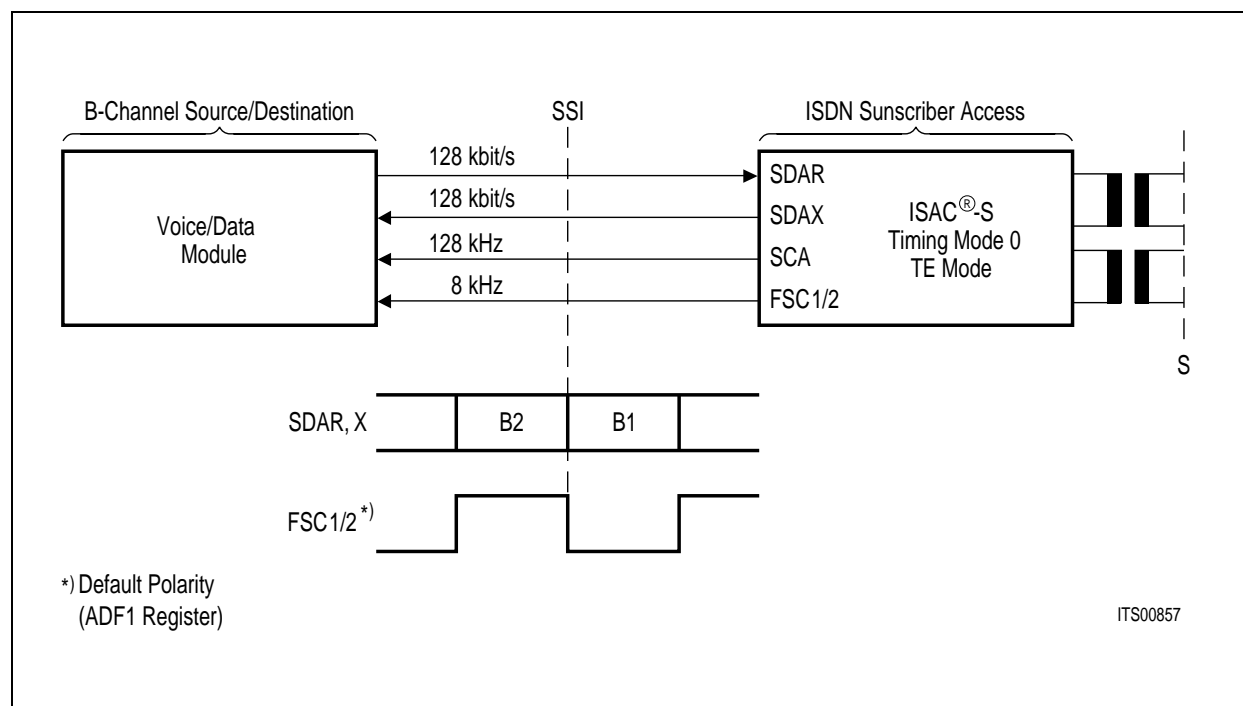 B-Channel Source/Destination
SSI
ISDN Sunscriber Access
128 kbit/s
128 kbit/s
128 kHz
8 kHz
Voice/Data
Module
SDAR
SDAX
SCA
FSC1/2
ISAC®-S
Timing Mode 0
TE Mode
S
SDAR, X
B2
B1
FSC1/2 *)
*) Default Polarity
(ADF1 Register)
ITS00857